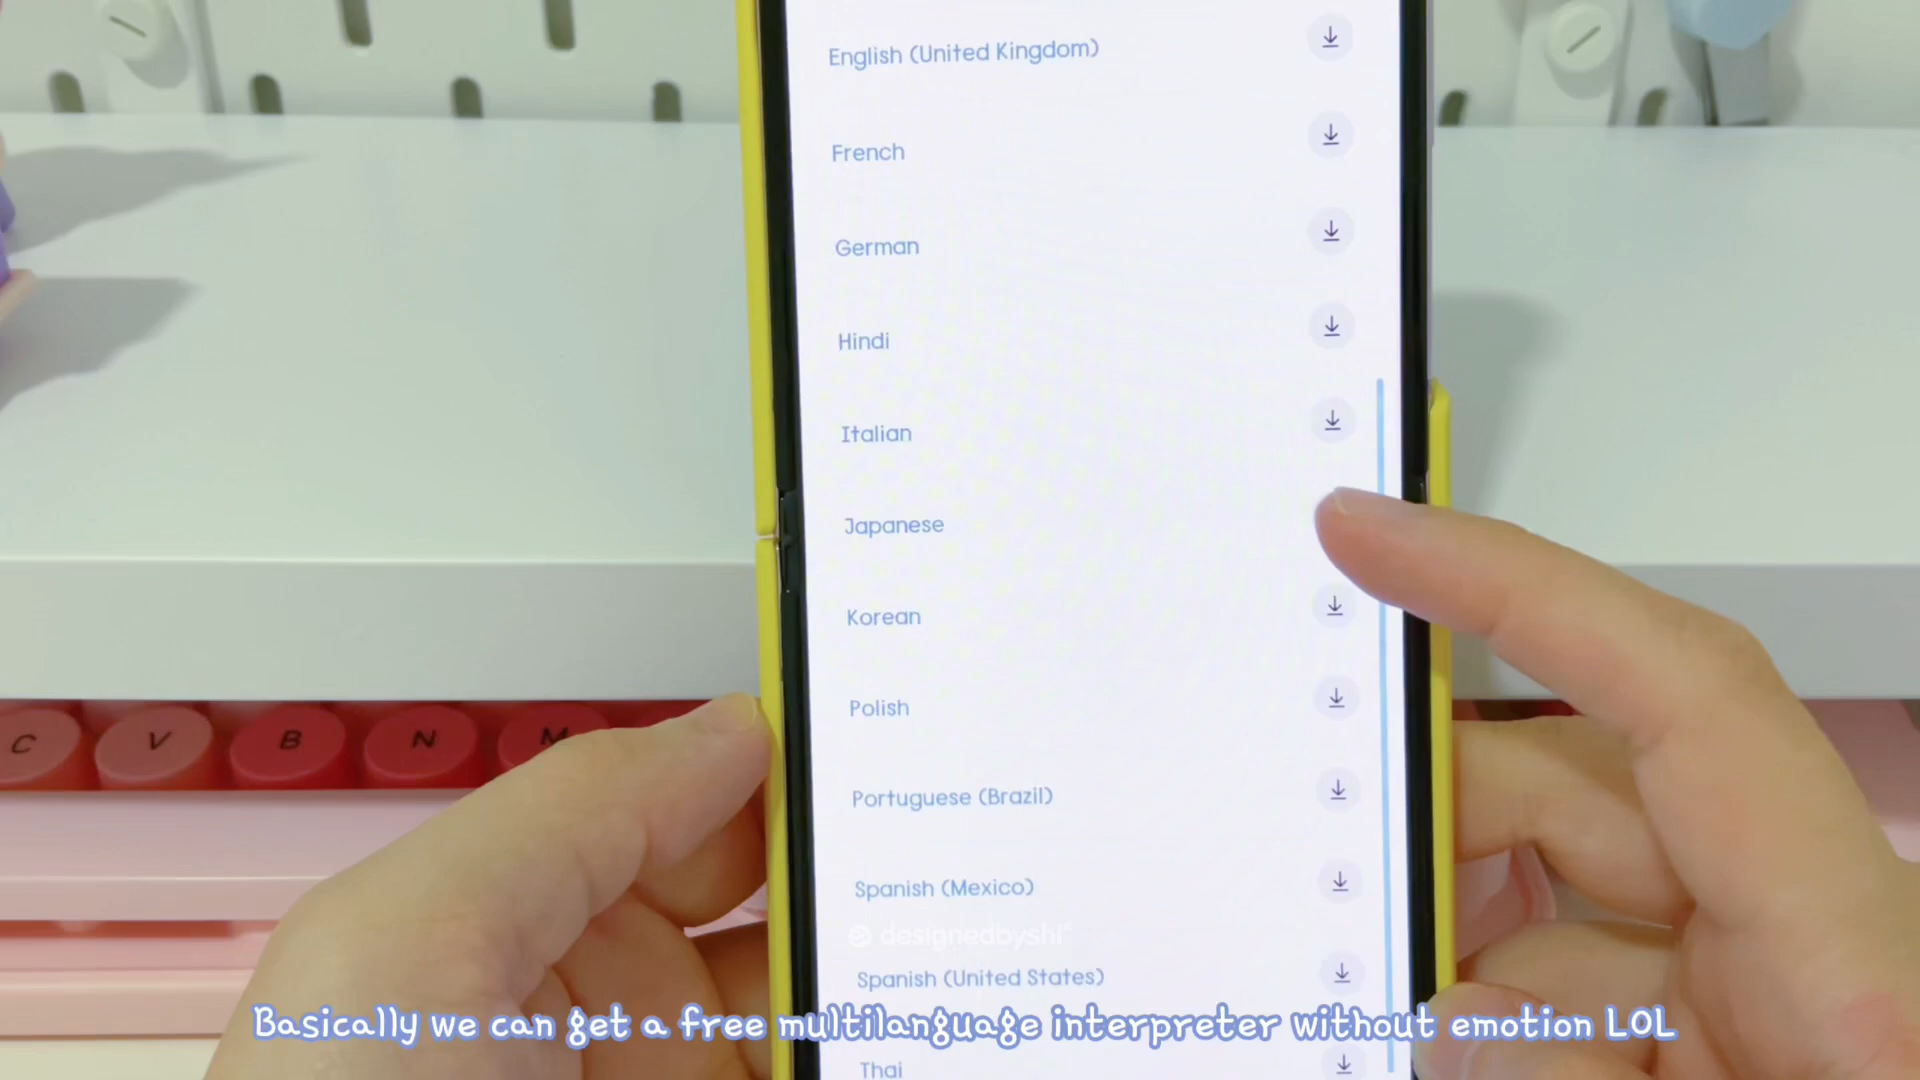 English (United Kingdom)
French
German
Hindi
Italian
Japanese
Korean
Polish
Portuguese (Brazil)
Spanish (Mexico)
designedbyshi
Spanish (United States)
Basically we can get a free multilanguage interpreter without emotion LOL
Thai
C V B N M